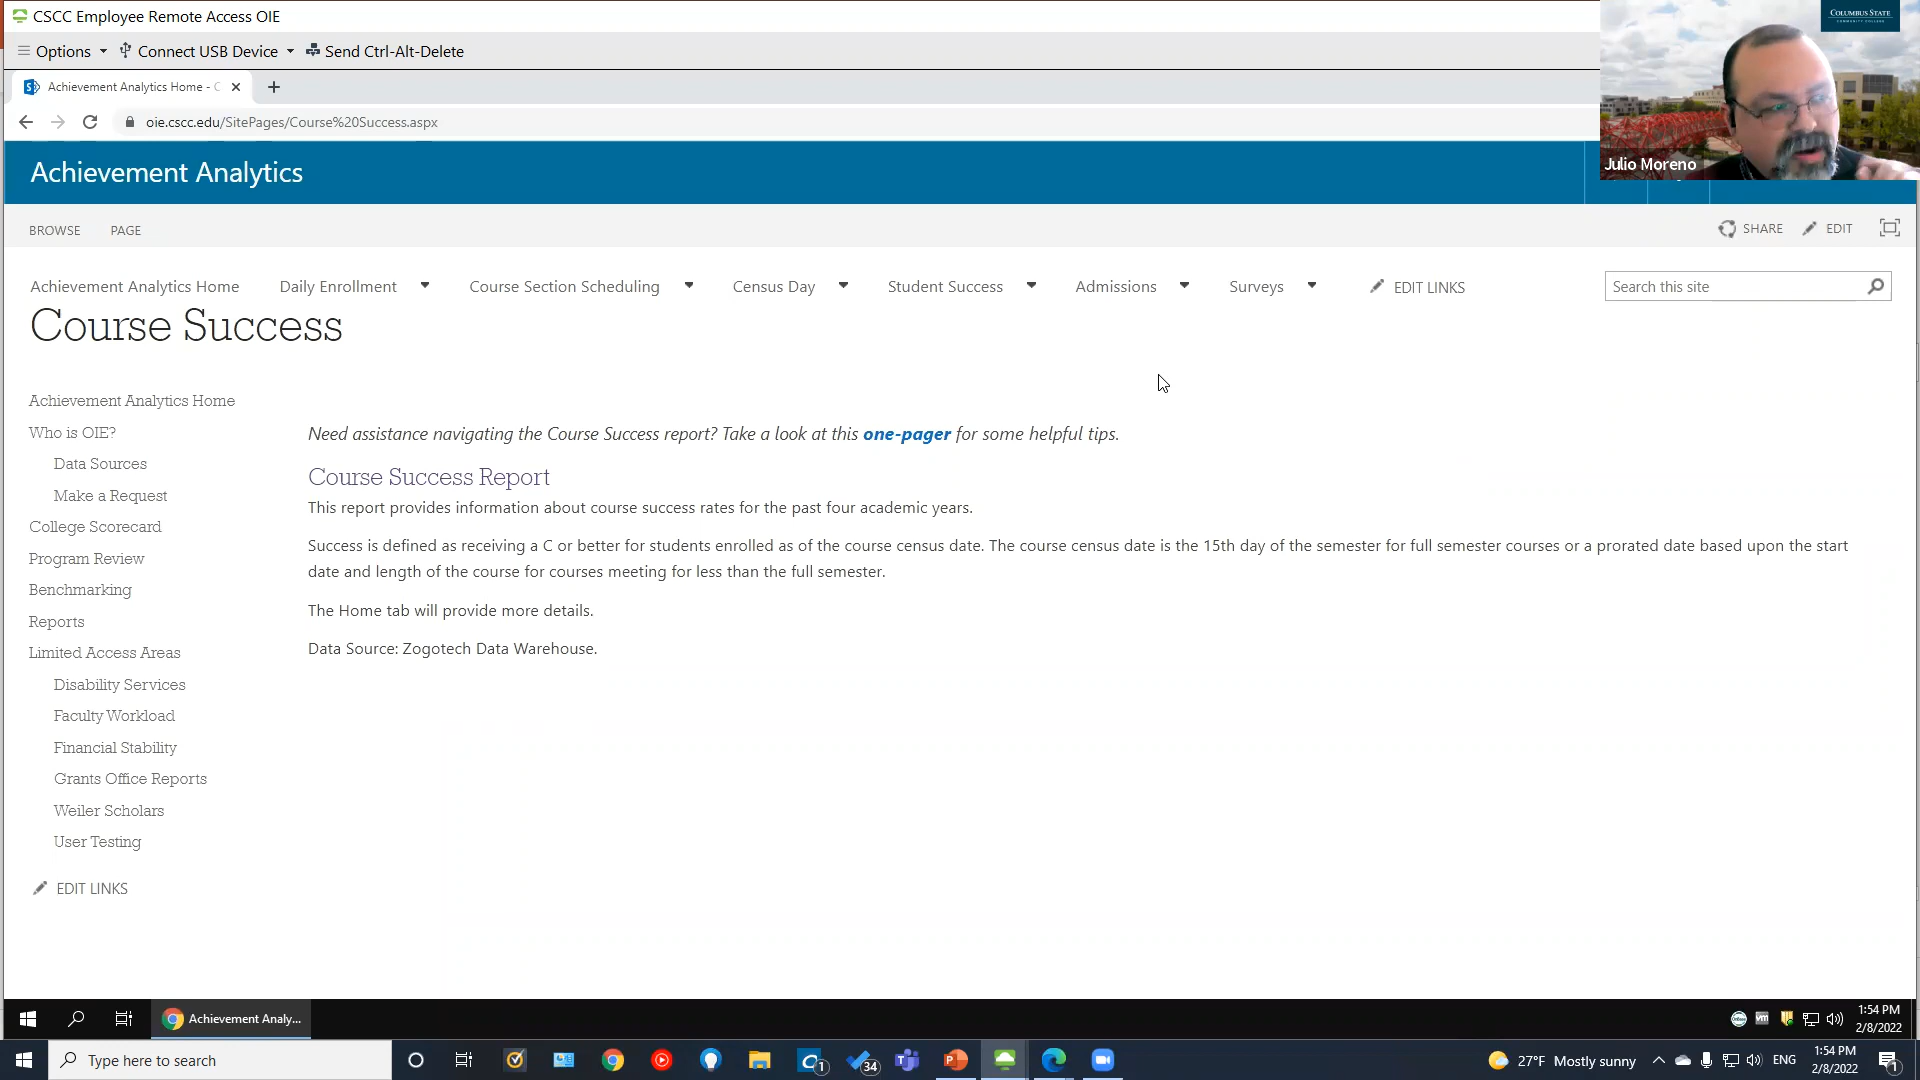 CSCC Employee Remote Access OIE
Options Connect USB Device Send Ctrl-Alt-Delete
Achievement Analytics Home - C
oie.cscc.edu/SitePages/Course%20Success.aspx
COLUMBUS STATE
COMMUNITY COLLEGE
Julio Moreno
Achievement Analytics
BROWSE PAGE
SHARE EDIT
Achievement Analytics Home Daily Enrollment Course Section Scheduling Census Day Student Success Admissions Surveys EDIT LINKS
Search this site
Course Success
Achievement Analytics Home
Who is OIE?
Data Sources
Make a Request
College Scorecard
Program Review
Benchmarking
Reports
Limited Access Areas
Disability Services
Faculty Workload
Financial Stability
Grants Office Reports
Weiler Scholars
User Testing
EDIT LINKS
Need assistance navigating the Course Success report? Take a look at this one-pager for some helpful tips.
Course Success Report
This report provides information about course success rates for the past four academic years.
Success is defined as receiving a C or better for students enrolled as of the course census date. The course census date is the 15th day of the semester for full semester courses or a prorated date based upon the start
date and length of the course for courses meeting for less than the full semester.
The Home tab will provide more details.
Data Source: Zogotech Data Warehouse.
Achievement Analy...
vm
1:54 PM
2/8/2022
Type here to search
1
34
27°F Mostly sunny
ENG
1:54 PM
2/8/2022
1